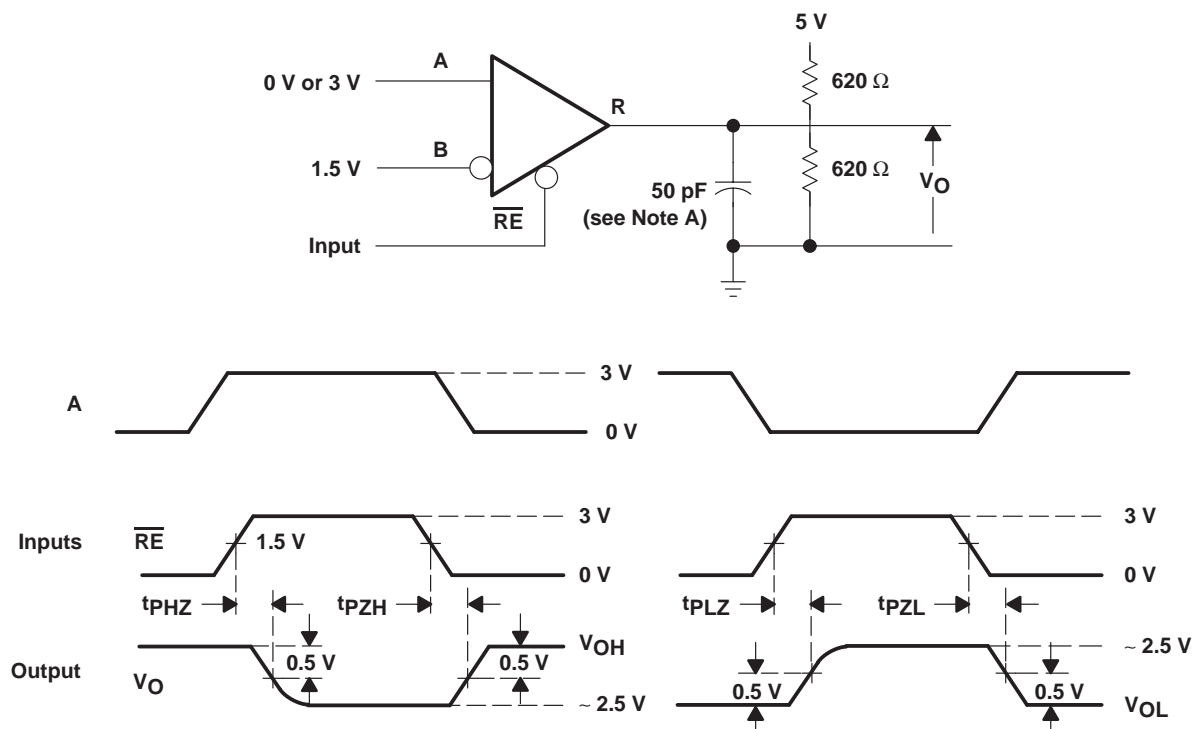 5 V
A
0 V or 3 V
620 Ω
R
B
1.5 V
620 Ω
VO
50 pF
(see Note A)
RE
Input
3 V
A
0 V
3 V
3 V
Inputs
RE
1.5 V
0 V
0 V
tPHZ
tPZH
tPLZ
tPZL
VOH
~ 2.5 V
0.5 V
0.5 V
Output
VO
0.5 V
0.5 V
~ 2.5 V
VOL